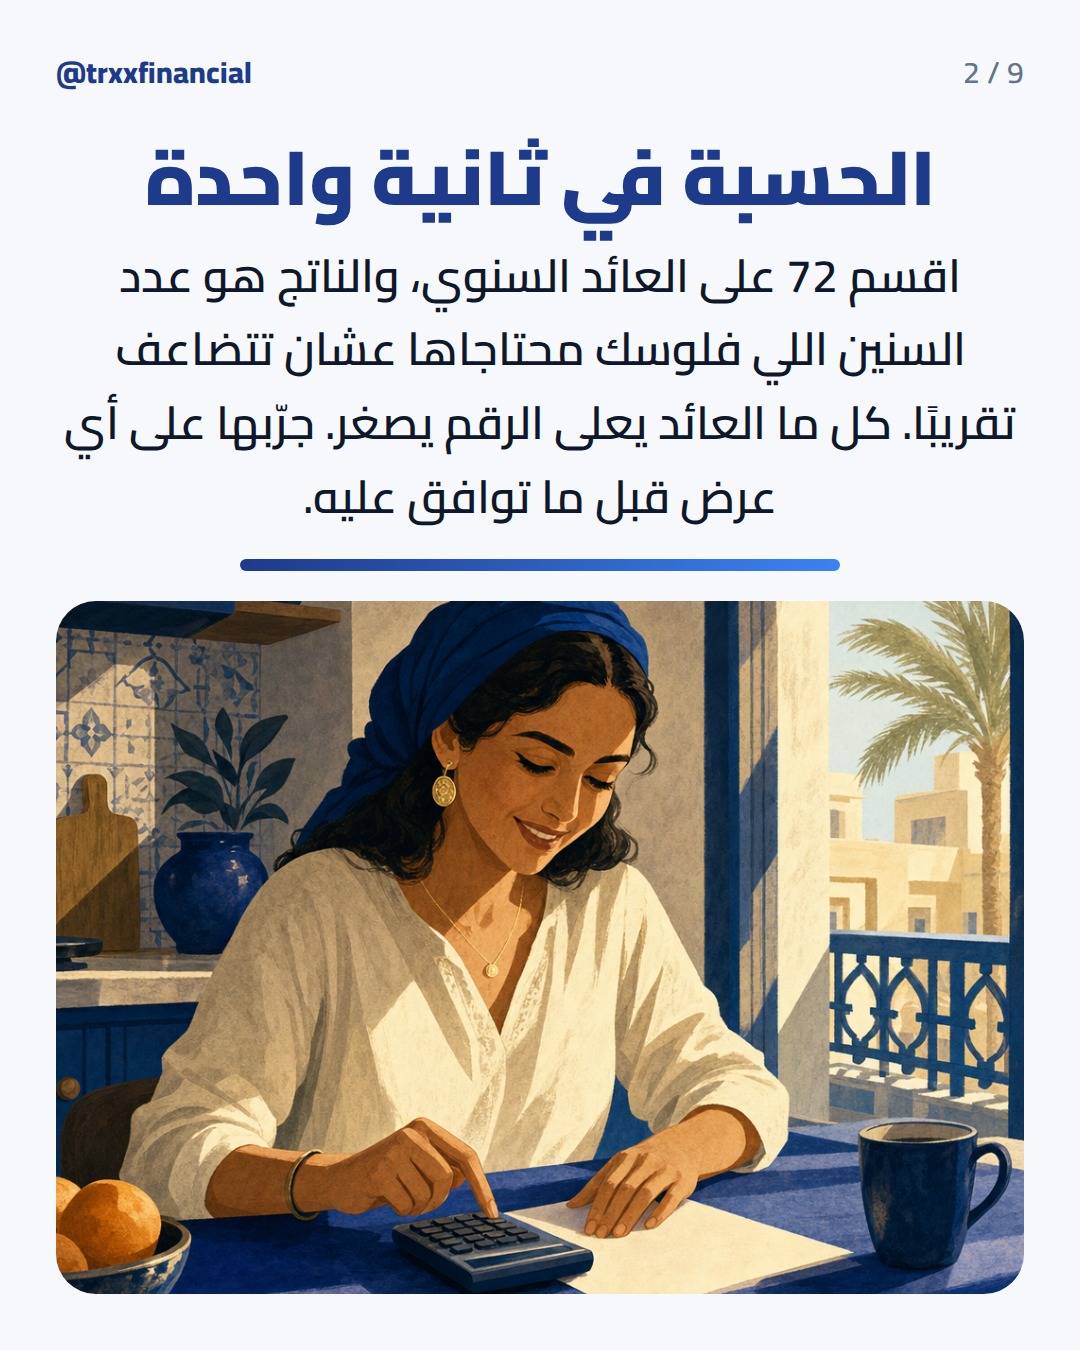 @trxxfinancial
2 / 9
الحسبة في ثانية واحدة
اقسم 72 على العائد السنوي، والناتج هو عدد
السنين اللي فلوسك محتاجاها عشان تتضاعف
تقريبًا. كل ما العائد يعلى الرقم يصغر. جرّبها على أي
عرض قبل ما توافق عليه.